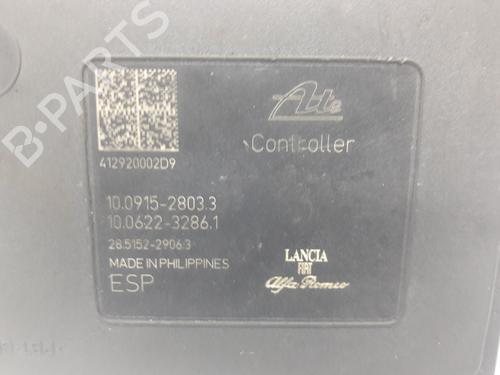 B-PARTS
Ate
Controller
412920002D9
10.0915-2803.3
10.0622-3286.1
28.5152-2906.3
MADE IN PHILIPPINES
ESP
LANCIA
FIAT
Alfa Romeo